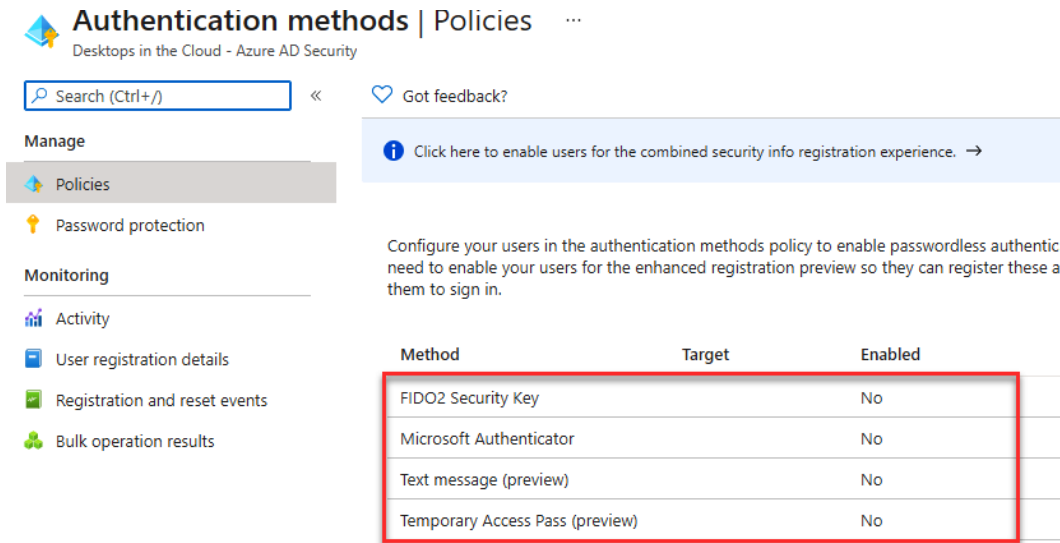 Authentication methods | Policies ...
Desktops in the Cloud - Azure AD Security
Search (Ctrl+/)
«
Got feedback?
Manage
Click here to enable users for the combined security info registration experience. →
Policies
Password protection
Configure your users in the authentication methods policy to enable passwordless authentic
need to enable your users for the enhanced registration preview so they can register these a
them to sign in.
Monitoring
Activity
User registration details
Registration and reset events
Bulk operation results
Method Target Enabled
FIDO2 Security Key No
Microsoft Authenticator No
Text message (preview) No
Temporary Access Pass (preview) No